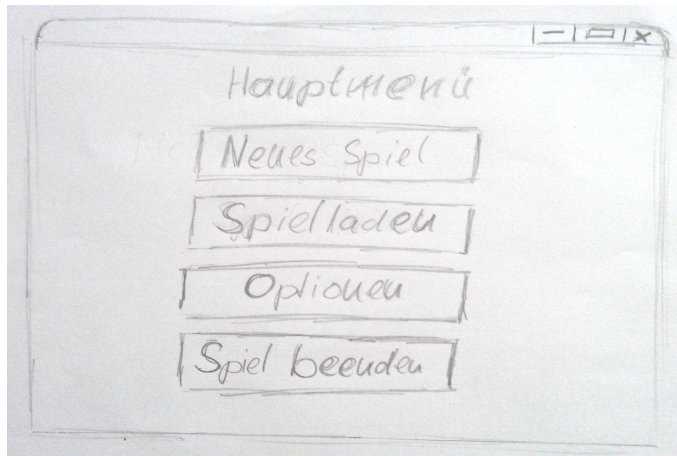 Hauptmenü
Neues Spiel
Spielladen
Optionen
Spiel beenden